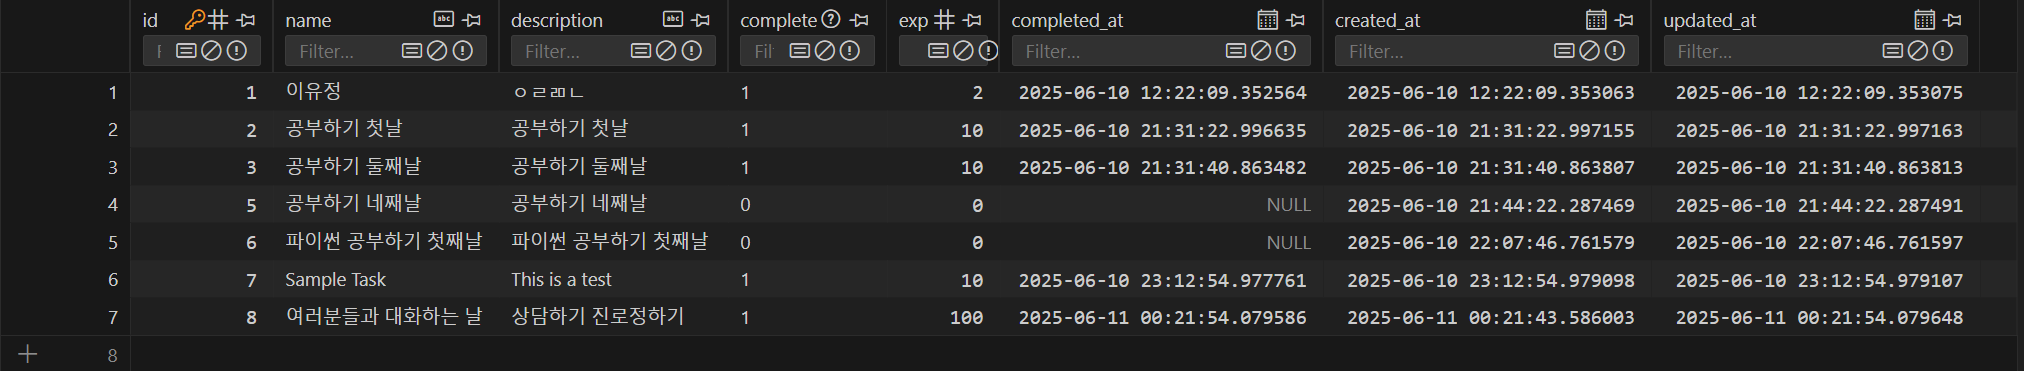 id name description complete exp completed_at created_at updated_at
F Filter... Filter... Fil Filter... Filter... Filter...
1 1 이유정 ㅇㄹㄻㄴ 1 2 2025-06-10 12:22:09.352564 2025-06-10 12:22:09.353063 2025-06-10 12:22:09.353075
2 2 공부하기 첫날 공부하기 첫날 1 10 2025-06-10 21:31:22.996635 2025-06-10 21:31:22.997155 2025-06-10 21:31:22.997163
3 3 공부하기 둘째날 공부하기 둘째날 1 10 2025-06-10 21:31:40.863482 2025-06-10 21:31:40.863807 2025-06-10 21:31:40.863813
4 5 공부하기 네째날 공부하기 네째날 0 0 NULL 2025-06-10 21:44:22.287469 2025-06-10 21:44:22.287491
5 6 파이썬 공부하기 첫째날 파이썬 공부하기 첫째날 0 0 NULL 2025-06-10 22:07:46.761579 2025-06-10 22:07:46.761597
6 7 Sample Task This is a test 1 10 2025-06-10 23:12:54.977761 2025-06-10 23:12:54.979098 2025-06-10 23:12:54.979107
7 8 여러분들과 대화하는 날 상담하기 진로정하기 1 100 2025-06-11 00:21:54.079586 2025-06-11 00:21:43.586003 2025-06-11 00:21:54.079648
8